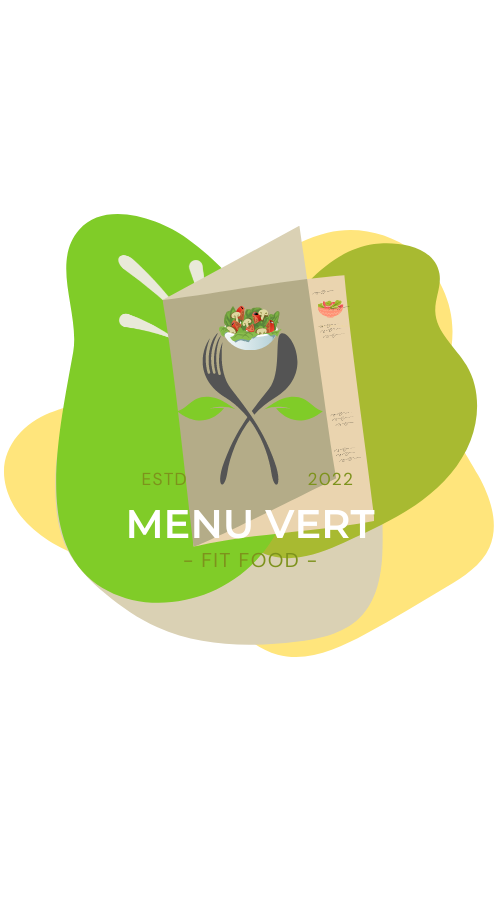 ESTD 2022
MENU VERT
- FIT FOOD -